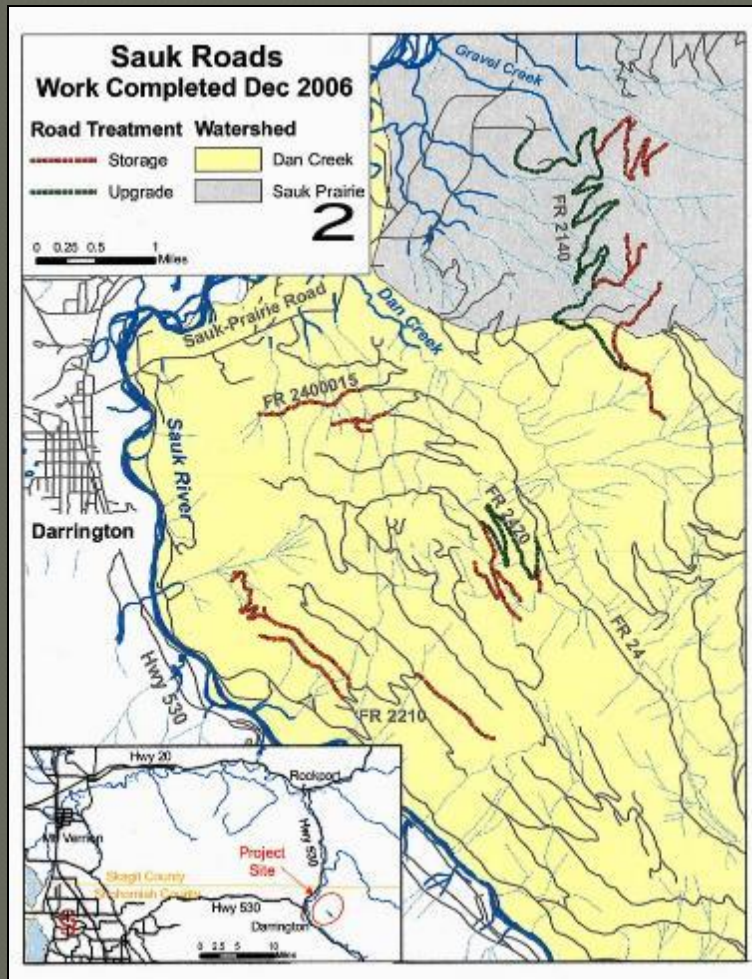 Sauk Roads
Work Completed Dec 2006
Road Treatment Watershed
Storage Dan Creek
Upgrade Sauk Prairie
2
0 0.25 0.5 1
Miles
Gravel Creek
FR 2140
Sauk-Prairie Road
Dan Creek
FR 2400015
Sauk River
Darrington
FR 2420
FR 24
Hwy 530
FR 2210
Hwy 20
Rockport
Mt Vernon
Hwy 530
Project
Site
Skagit County
Snohomish County
Hwy 530
Darrington
0 2.5 5 10
Miles